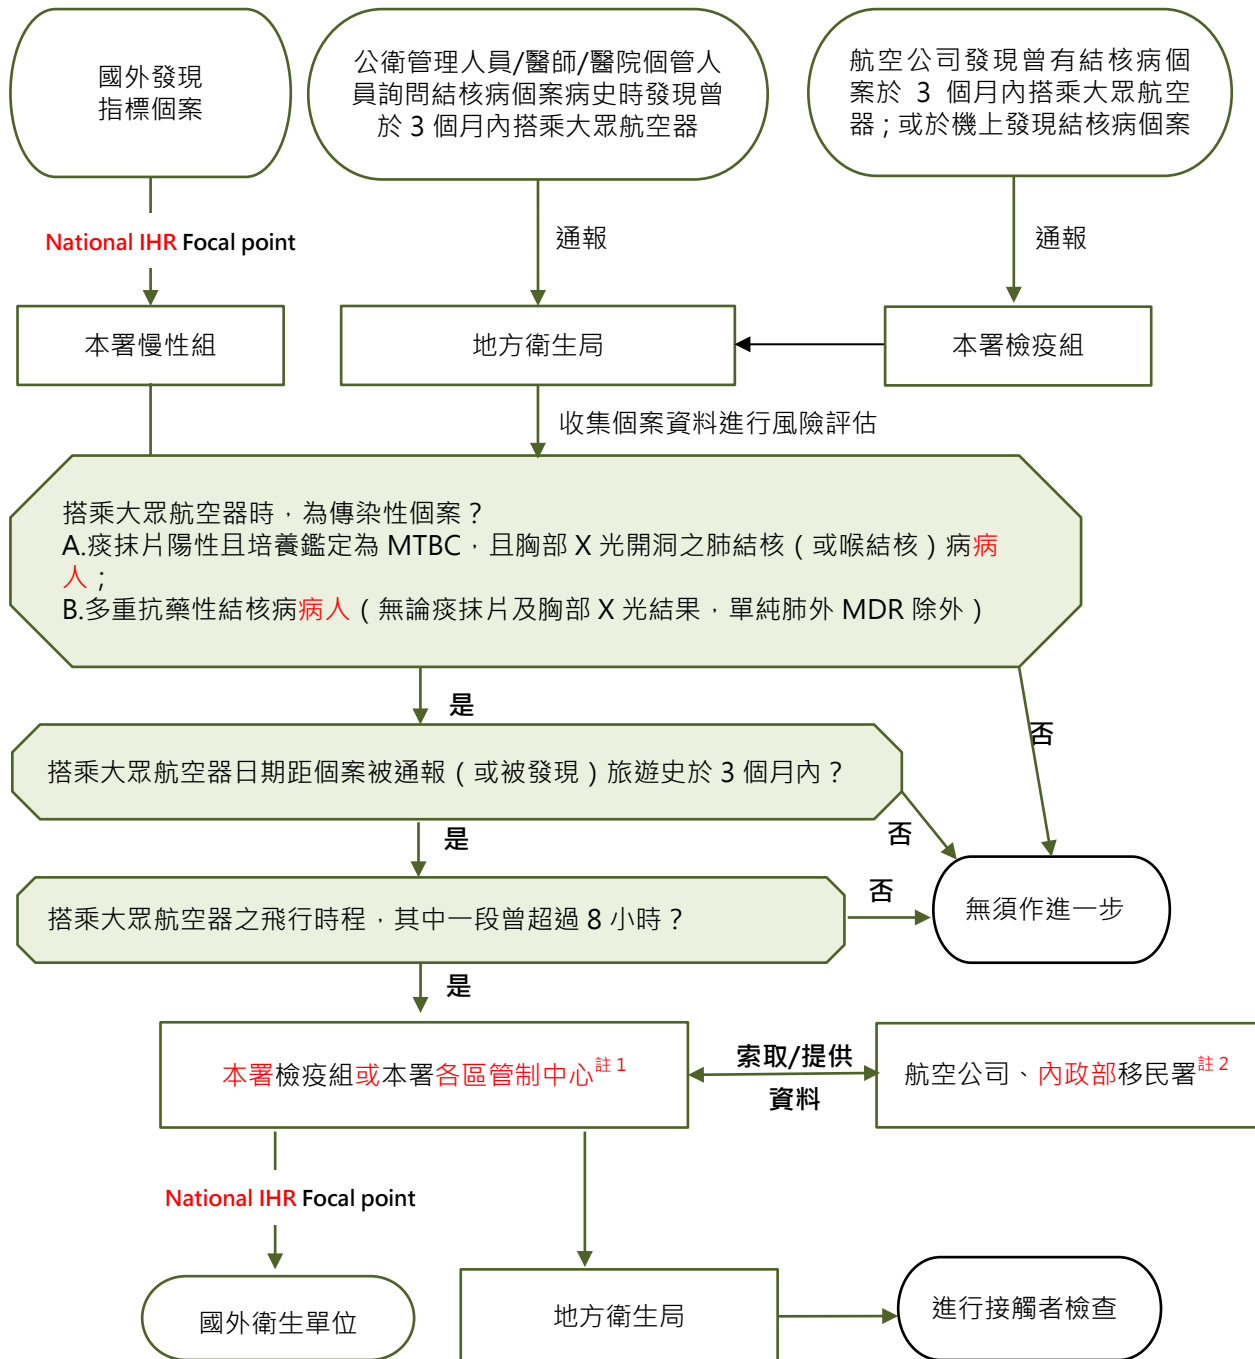 國外發現
指標個案
公衛管理人員/醫師/醫院個管人
員詢問結核病個案病史時發現曾
於 3 個月內搭乘大眾航空器
航空公司發現曾有結核病個
案於 3 個月內搭乘大眾航空
器；或於機上發現結核病個案
National IHR Focal point
通報
通報
本署慢性組
地方衛生局
本署檢疫組
收集個案資料進行風險評估
搭乘大眾航空器時，為傳染性個案？
A.痰抹片陽性且培養鑑定為 MTBC，且胸部 X 光開洞之肺結核（或喉結核）病病
人；
B.多重抗藥性結核病病人（無論痰抹片及胸部 X 光結果，單純肺外 MDR 除外）
是
否
搭乘大眾航空器日期距個案被通報（或被發現）旅遊史於 3 個月內？
是
否
搭乘大眾航空器之飛行時程，其中一段曾超過 8 小時？
否
無須作進一步
是
本署檢疫組或本署各區管制中心註 1
索取/提供
資料
航空公司、內政部移民署註 2
National IHR Focal point
國外衛生單位
地方衛生局
進行接觸者檢查